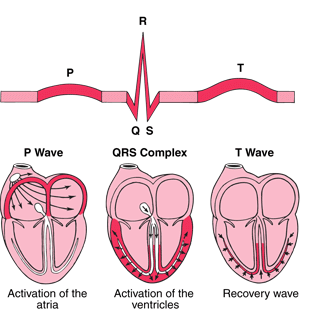 R
P
T
Q S
P Wave
QRS Complex
T Wave
Activation of the
atria
Activation of the
ventricles
Recovery wave